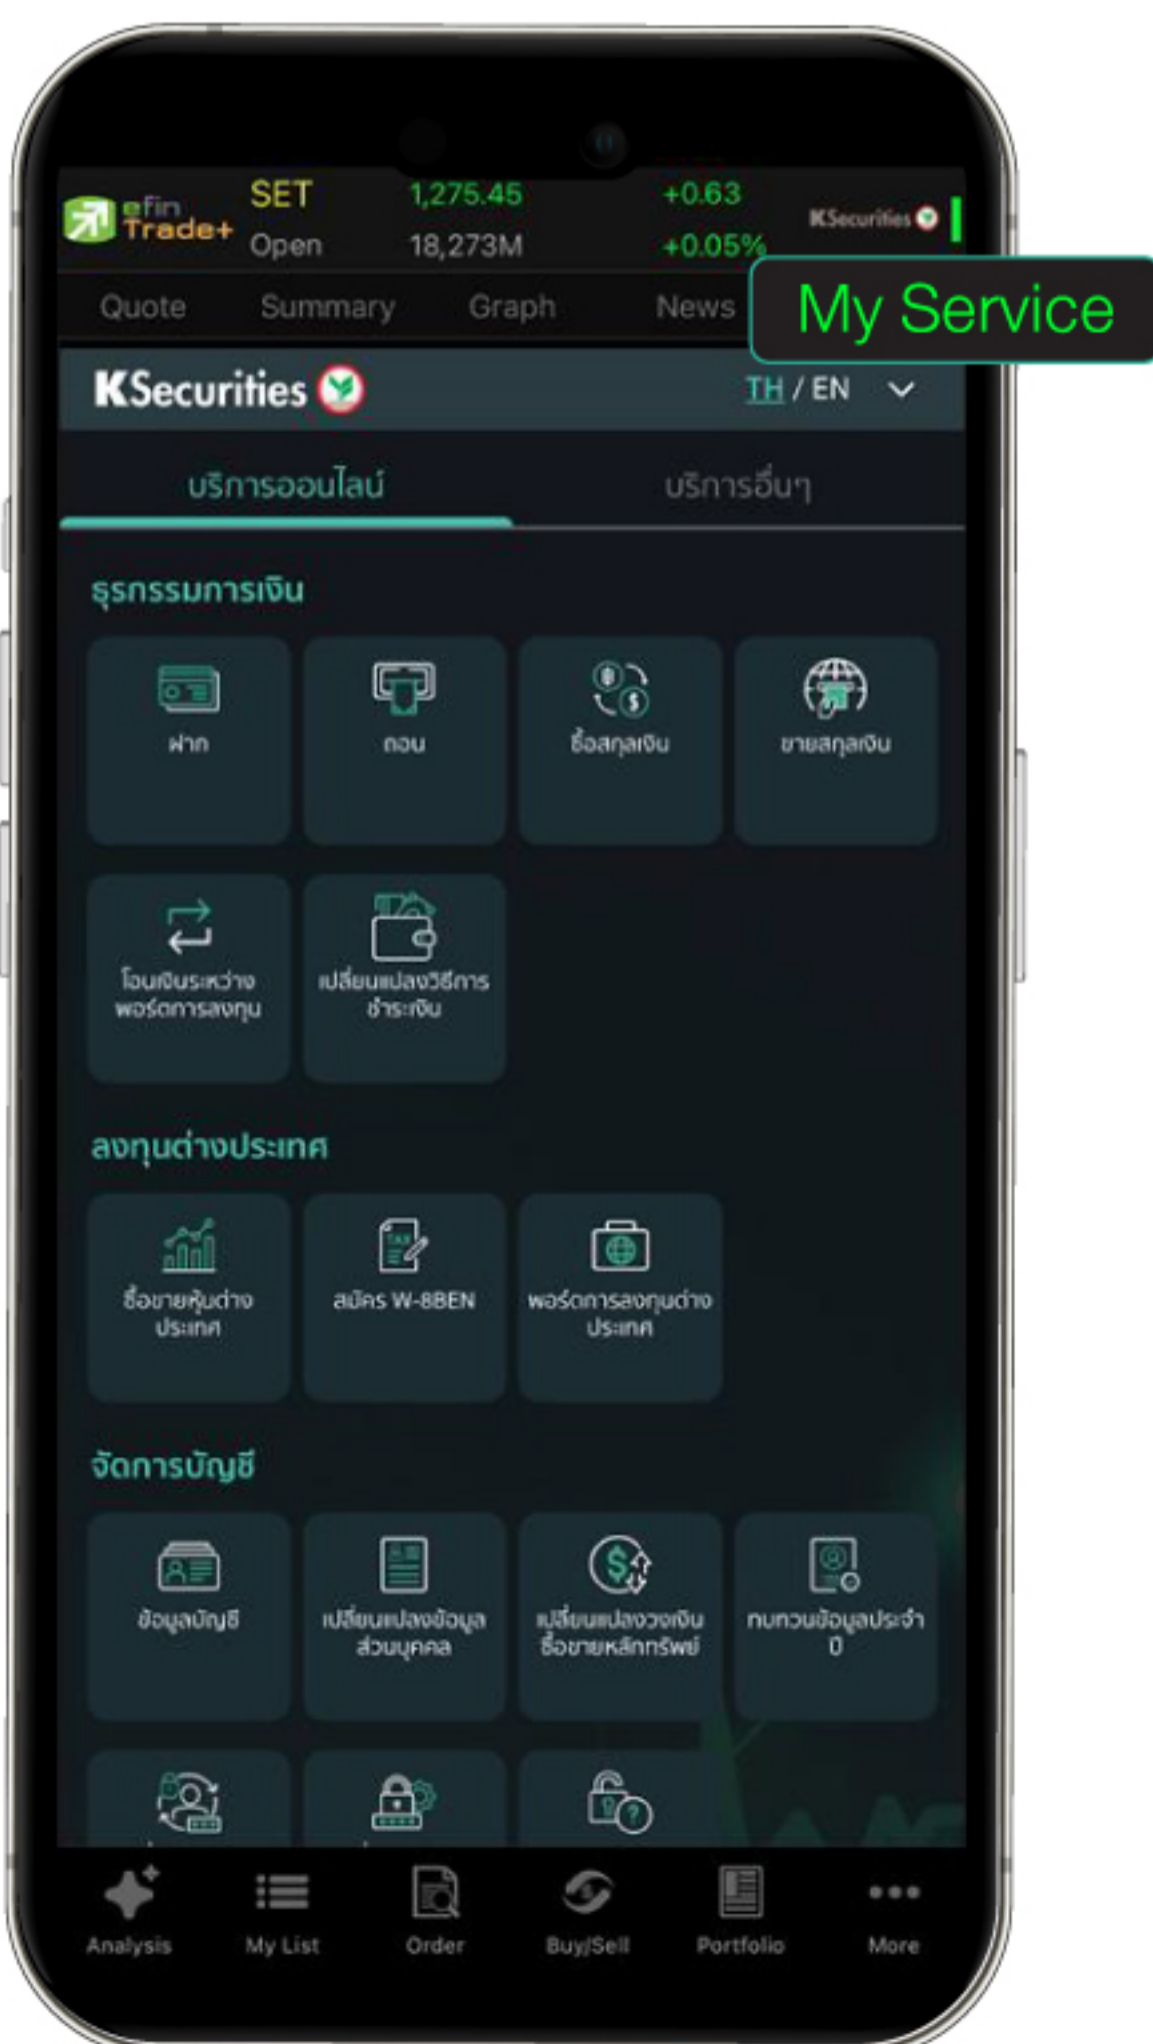 efin
Trade+
SET 1,275.45 +0.63
Open 18,273M +0.05%
KSecurities
Quote Summary Graph News
My Service
KSecurities
TH / EN
บริการออนไลน์ บริการอื่นๆ
ธุรกรรมการเงิน
ฝาก ถอน ซื้อสกุลเงิน ขายสกุลเงิน
โอนเงินระหว่าง
พอร์ตการลงทุน
เปลี่ยนแปลงวิธีการ
ชำระเงิน
ลงทุนต่างประเทศ
ซื้อขายหุ้นต่าง
ประเทศ
TAX
สมัคร W-8BEN
พอร์ตการลงทุนต่าง
ประเทศ
จัดการบัญชี
ข้อมูลบัญชี
เปลี่ยนแปลงข้อมูล
ส่วนบุคคล
เปลี่ยนแปลงวงเงิน
ซื้อขายหลักทรัพย์
ทบทวนข้อมูลประจำ
ปี
Analysis My List Order Buy/Sell Portfolio More